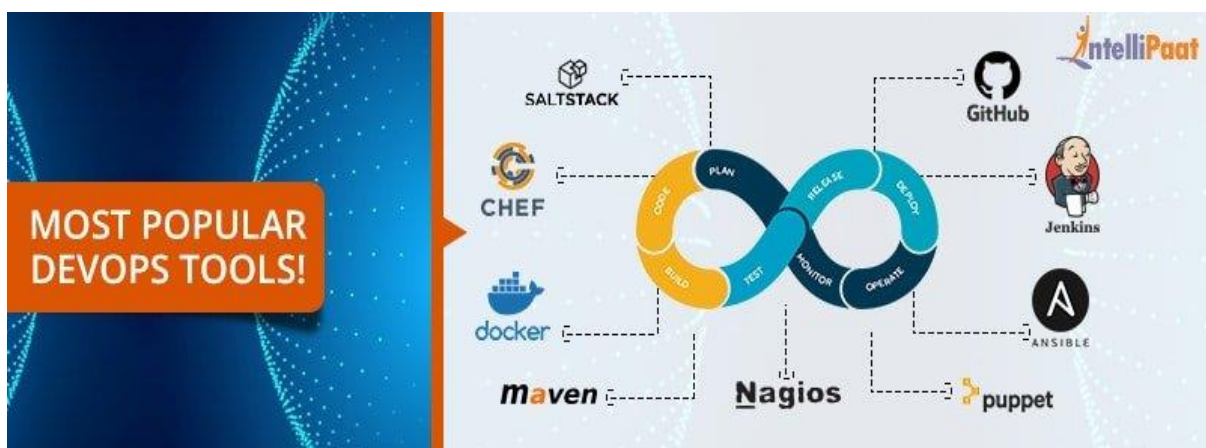 MOST POPULAR
DEVOPS TOOLS!
IntelliPaat
SALTSTACK
GitHub
CHEF
Jenkins
docker
ANSIBLE
maven
Nagios
puppet
PLAN
CODE
BUILD
TEST
RELEASE
DEPLOY
OPERATE
MONITOR